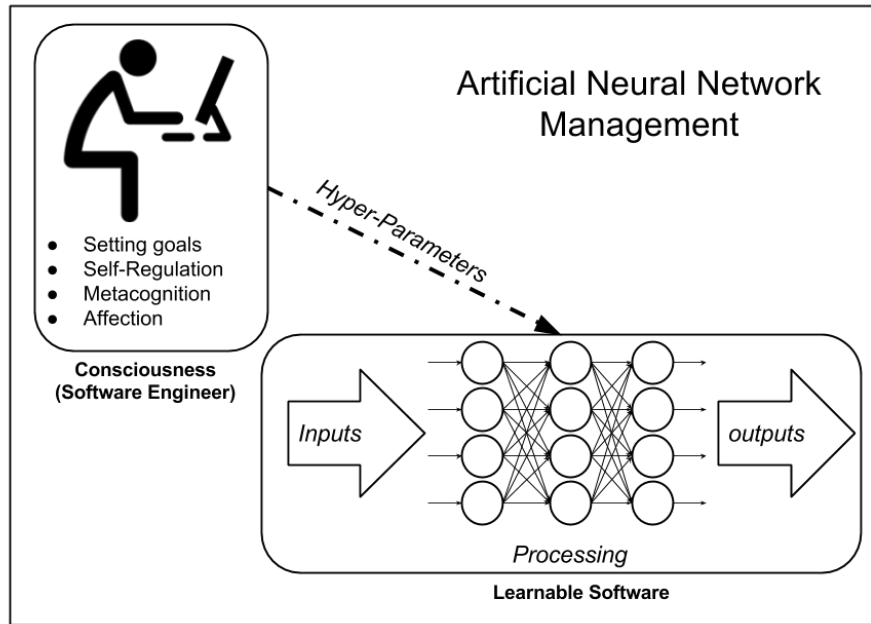 Artificial Neural Network
Management
● Setting goals
● Self-Regulation
● Metacognition
● Affection
Consciousness
(Software Engineer)
Hyper-Parameters
Inputs
outputs
Processing
Learnable Software